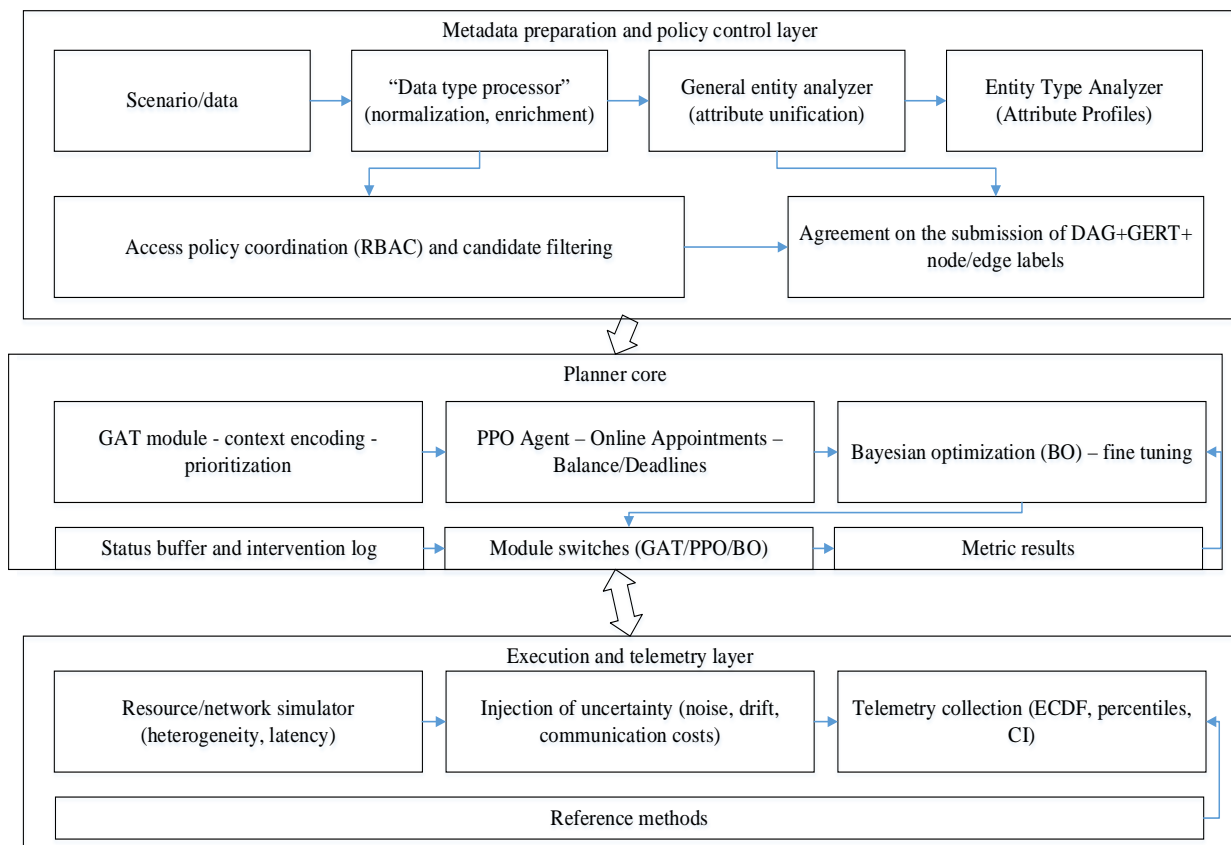 Metadata preparation and policy control layer
Scenario/data
“Data type processor”
(normalization, enrichment)
General entity analyzer
(attribute unification)
Entity Type Analyzer
(Attribute Profiles)
Access policy coordination (RBAC) and candidate filtering
Agreement on the submission of DAG+GERT+
node/edge labels
Planner core
GAT module - context encoding -
prioritization
PPO Agent – Online Appointments –
Balance/Deadlines
Bayesian optimization (BO) – fine tuning
Status buffer and intervention log
Module switches (GAT/PPO/BO)
Metric results
Execution and telemetry layer
Resource/network simulator
(heterogeneity, latency)
Injection of uncertainty (noise, drift,
communication costs)
Telemetry collection (ECDF, percentiles,
CI)
Reference methods